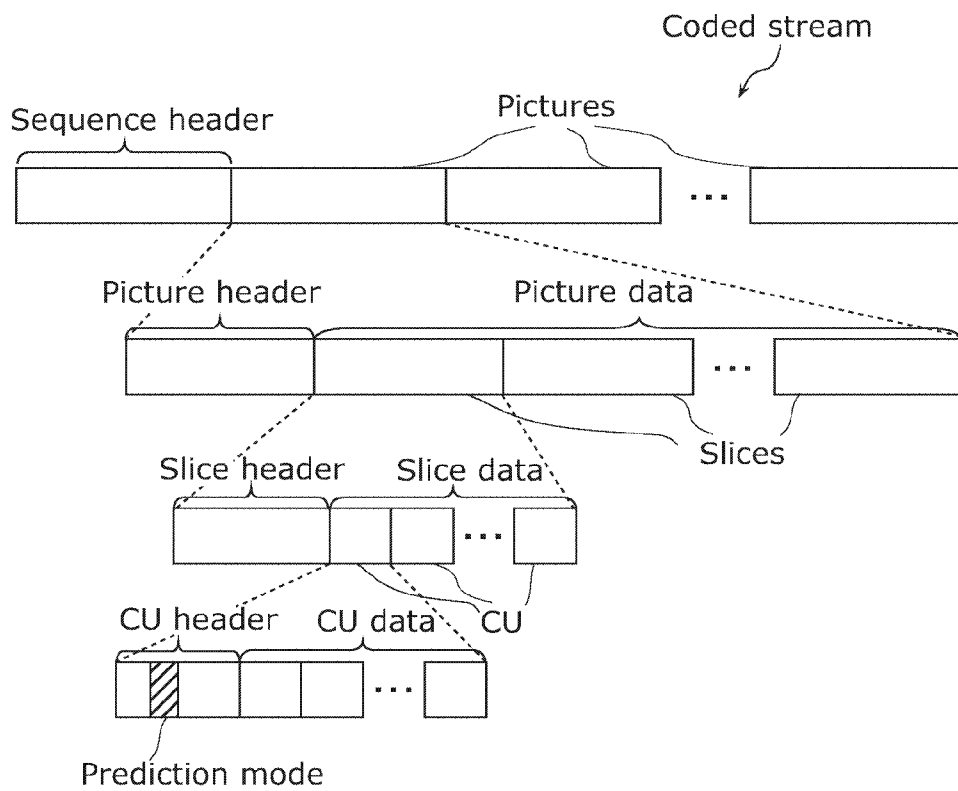 Coded stream
Sequence header
Pictures
...
Picture header
Picture data
...
Slices
Slice header
Slice data
...
CU
CU header
CU data
...
Prediction mode